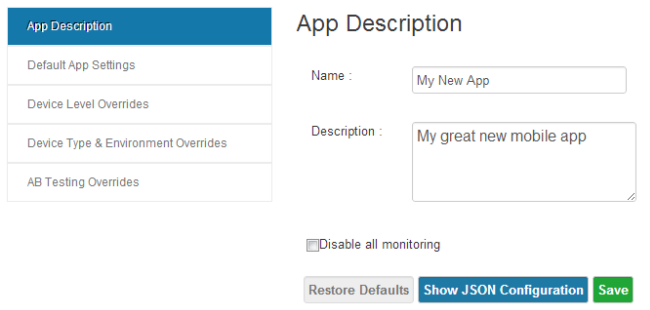 App Description
Default App Settings
Device Level Overrides
Device Type & Environment Overrides
AB Testing Overrides
App Description
Name :
My New App
Description :
My great new mobile app
Disable all monitoring
Restore Defaults
Show JSON Configuration
Save